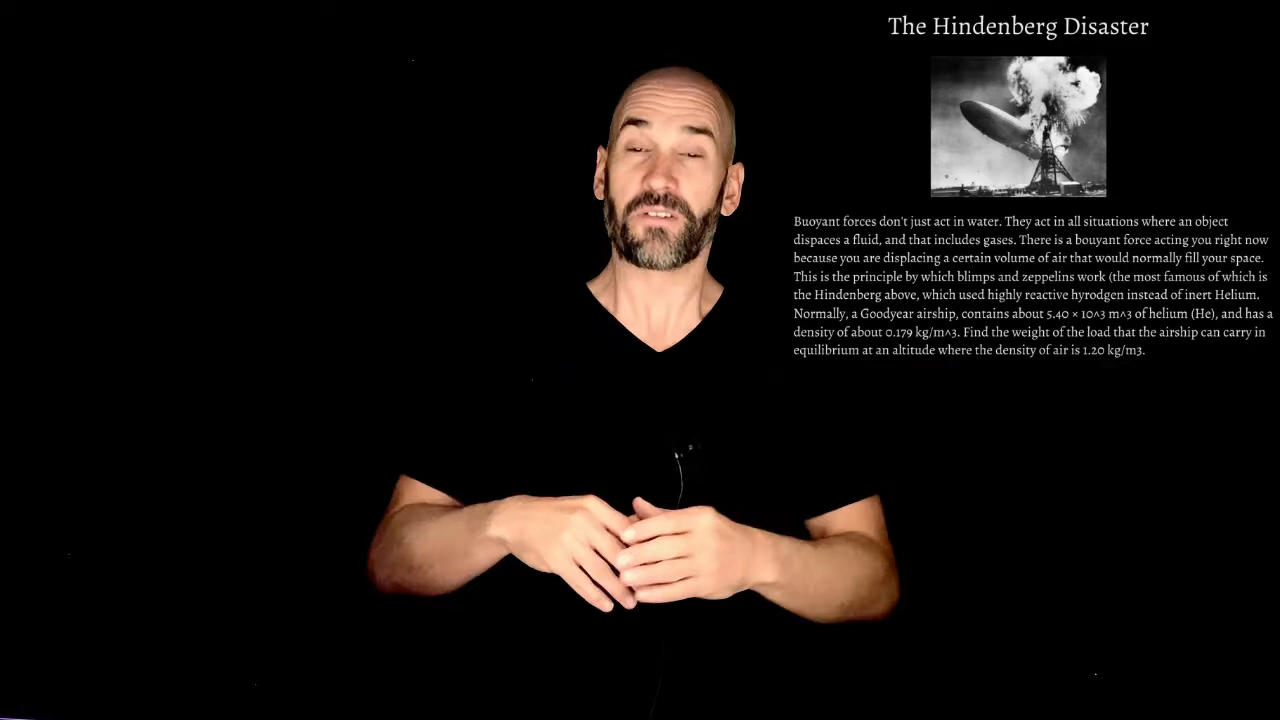 The Hindenberg Disaster
Buoyant forces don't just act in water. They act in all situations where an object
dispaces a fluid, and that includes gases. There is a bouyant force acting you right now
because you are displacing a certain volume of air that would normally fill your space.
This is the principle by which blimps and zeppelins work (the most famous of which is
the Hindenberg above, which used highly reactive hyrodgen instead of inert Helium.
Normally, a Goodyear airship, contains about 5.40 × 10^3 m^3 of helium (He), and has a
density of about 0.179 kg/m^3. Find the weight of the load that the airship can carry in
equilibrium at an altitude where the density of air is 1.20 kg/m3.